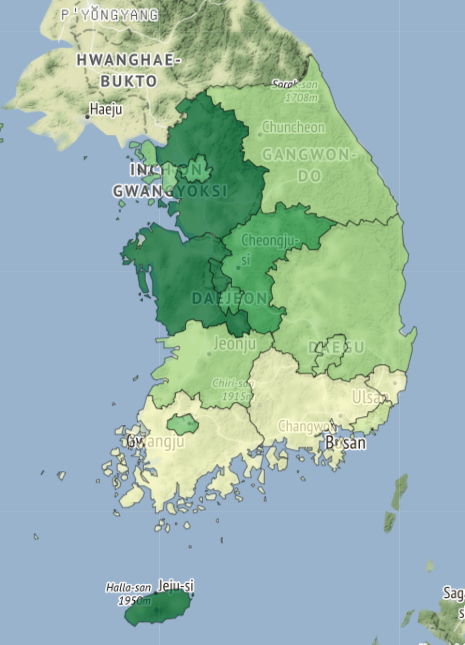 P'YŎNGYANG
HWANGHAE-
BUKTO
Haeju
Sorak-san
1708m
Chuncheon
GANGWON-
DO
INCHON
GWANGYOKSI
Cheongju-
si
DAEJEON
Jeonju
DAEGU
Chiri-san
1915m
Ulsan
Changwon
Busan
Gwangju
Halla-san
1950m
Jeju-si